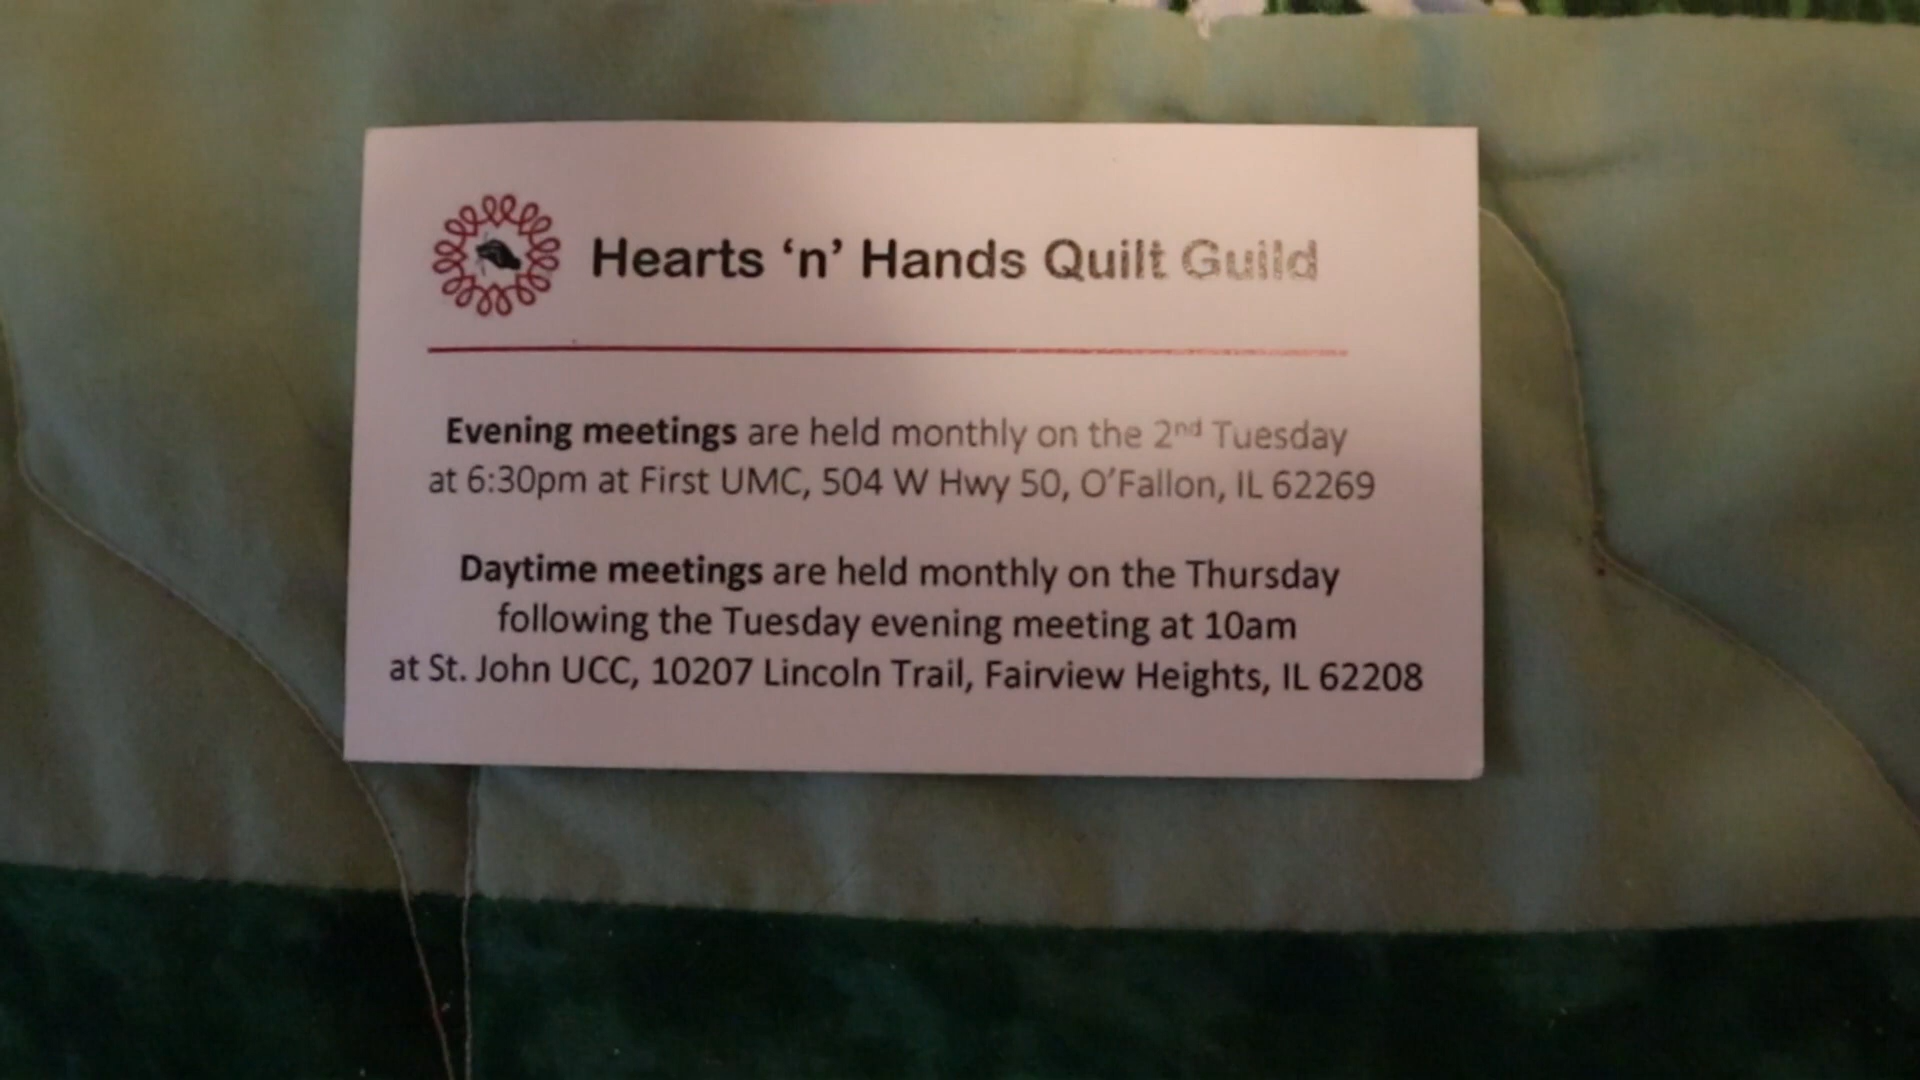 Hearts ‘n’ Hands Quilt Guild
Evening meetings are held monthly on the 2nd Tuesday
at 6:30pm at First UMC, 504 W Hwy 50, O’Fallon, IL 62269
Daytime meetings are held monthly on the Thursday
following the Tuesday evening meeting at 10am
at St. John UCC, 10207 Lincoln Trail, Fairview Heights, IL 62208